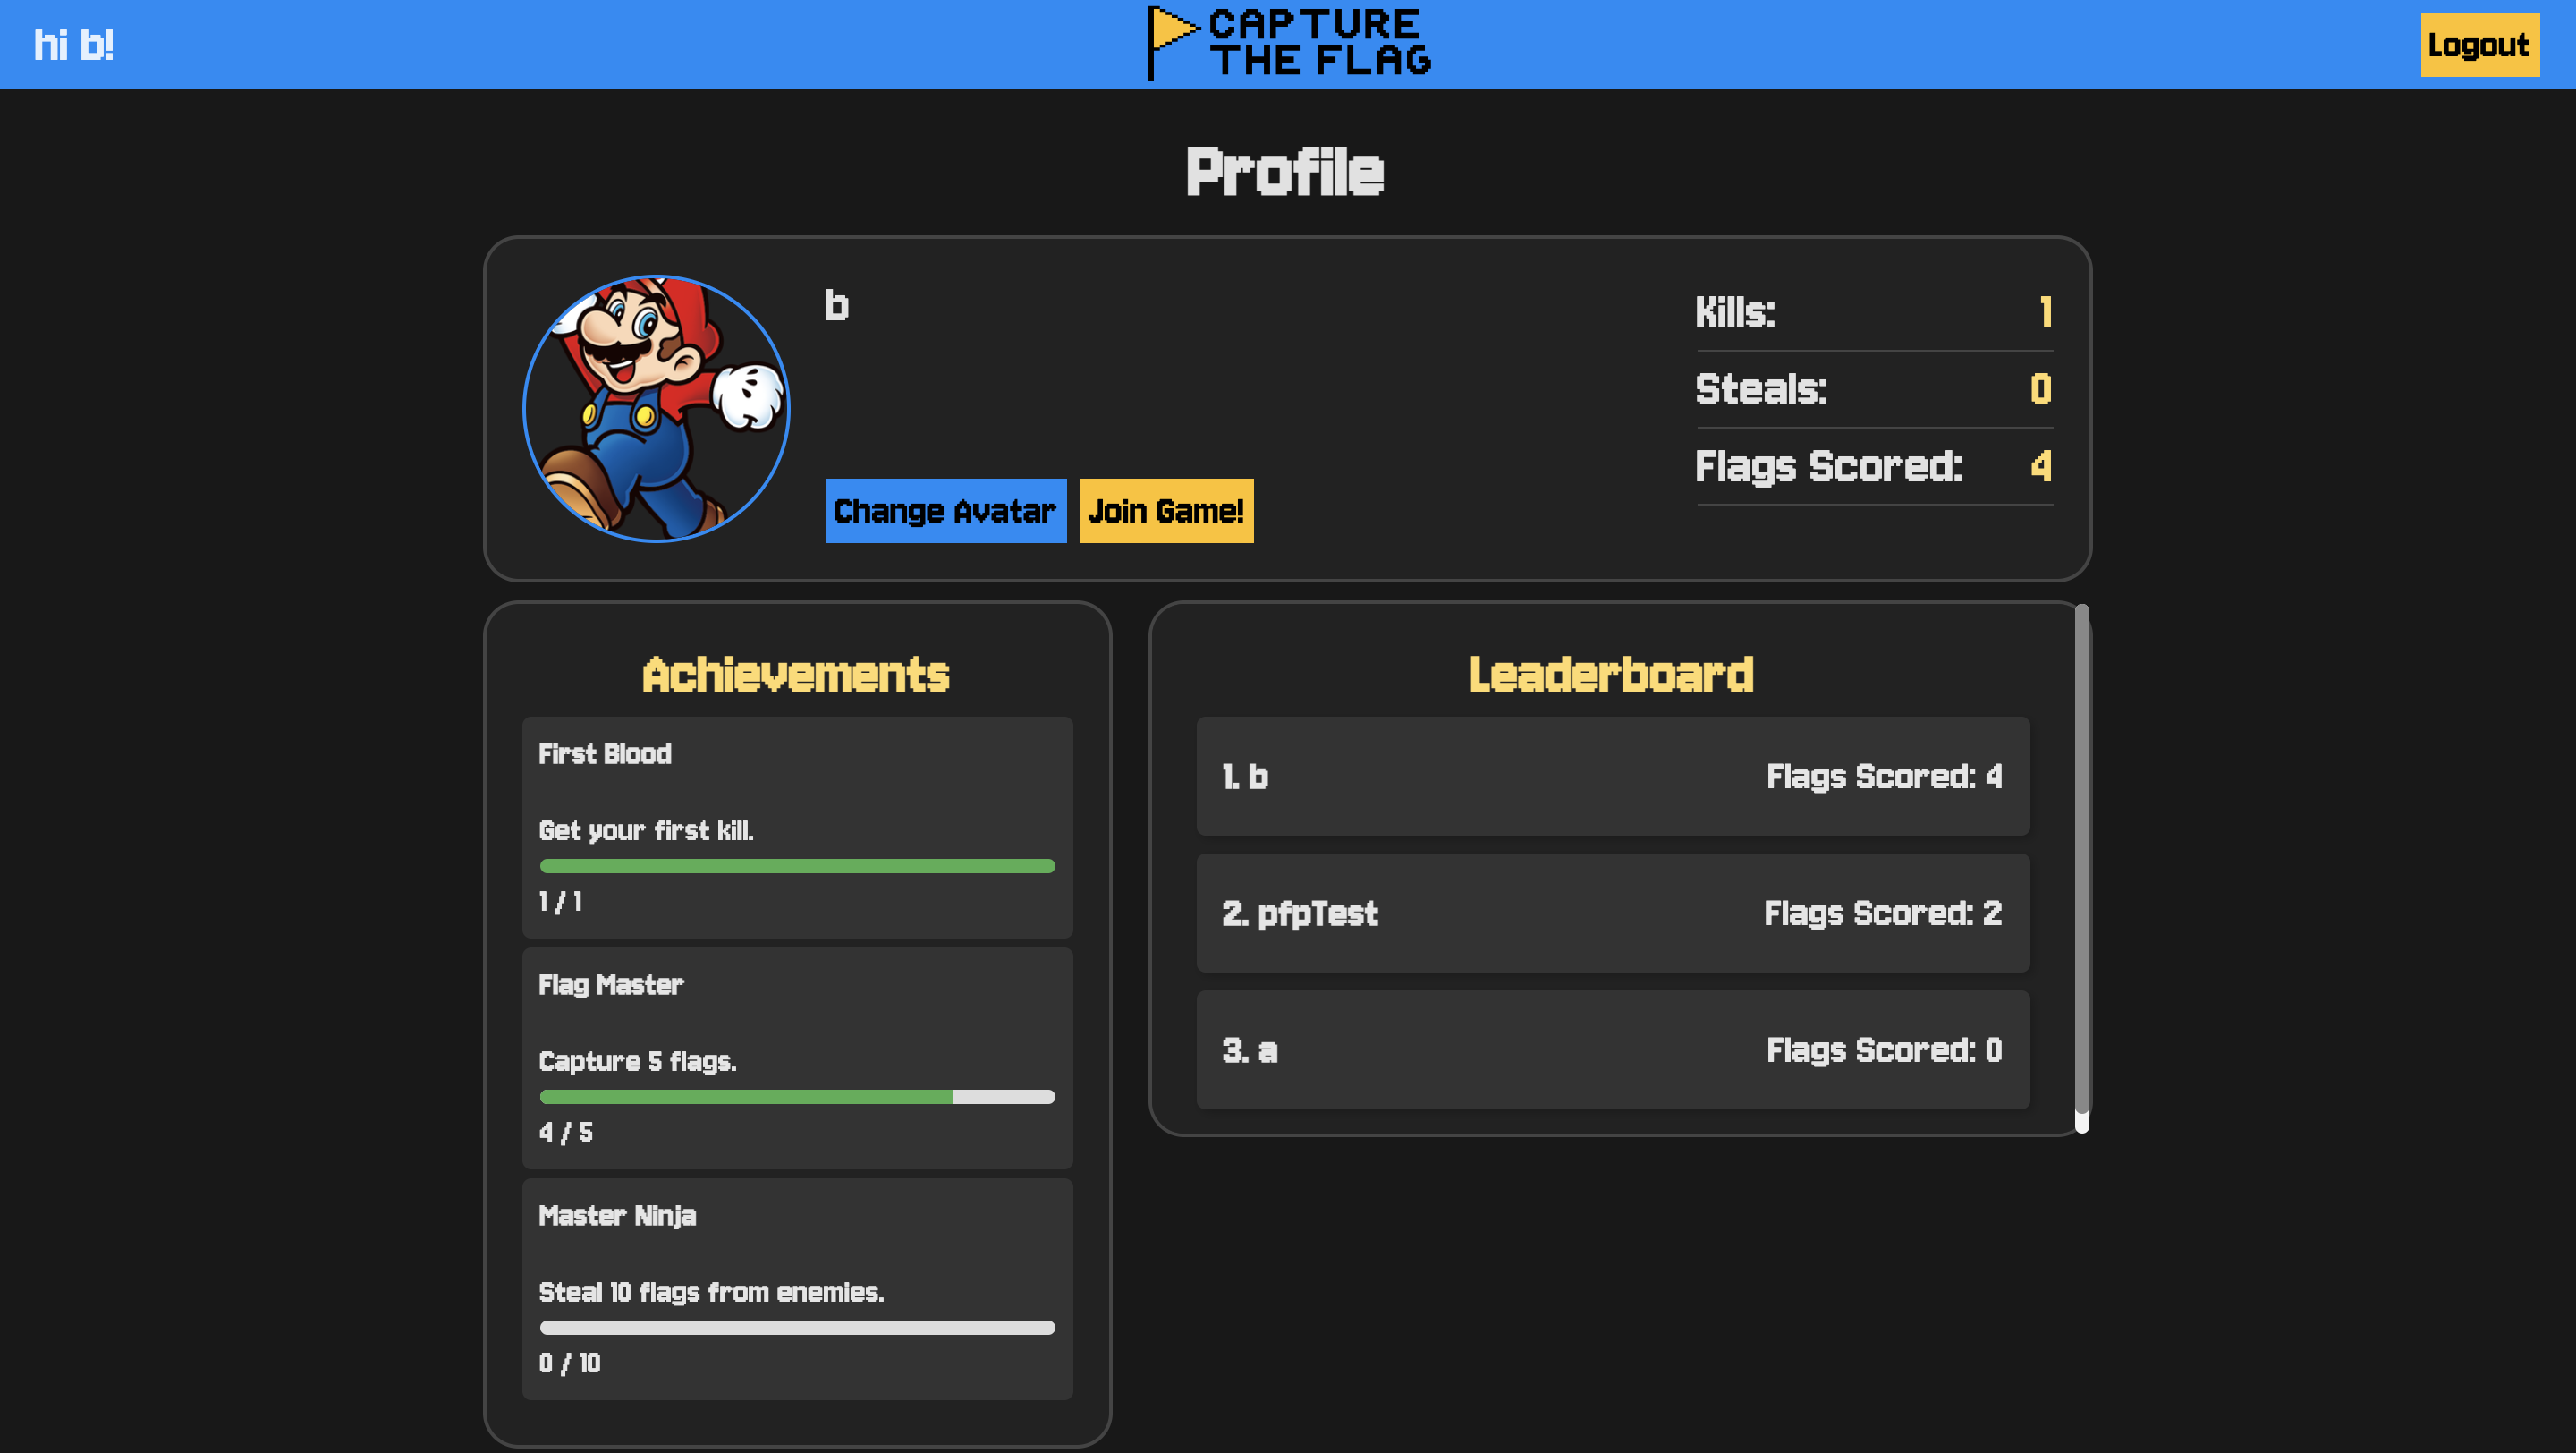 hi b!
CAPTURE
THE FLAG
Logout
Profile
b
Change Avatar
Join Game!
Kills: 1
Steals: 0
Flags Scored: 4
Achievements
First Blood
Get your first kill.
1 / 1
Flag Master
Capture 5 flags.
4 / 5
Master Ninja
Steal 10 flags from enemies.
0 / 10
Leaderboard
1. b Flags Scored: 4
2. pfpTest Flags Scored: 2
3. a Flags Scored: 0